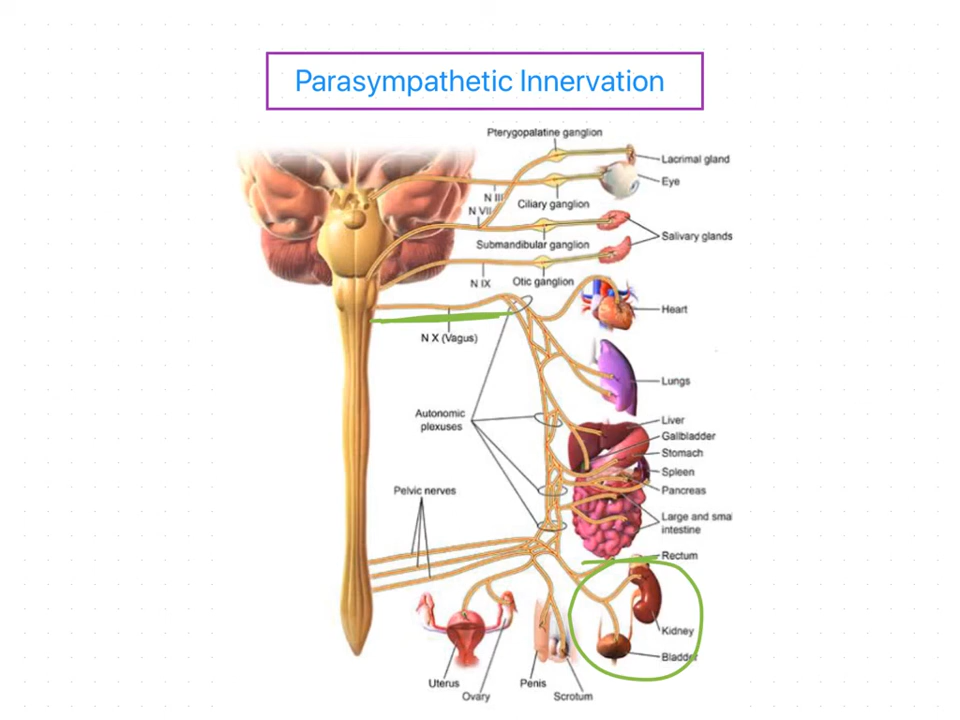 Parasympathetic Innervation
Pterygopalatine ganglion
Lacrimal gland
Eye
N III
Ciliary ganglion
N VII
Salivary glands
Submandibular ganglion
N IX
Otic ganglion
Heart
N X (Vagus)
Lungs
Autonomic
plexuses
Liver
Gallbladder
Stomach
Spleen
Pelvic nerves
Pancreas
Large and sma
intestine
Rectum
Kidney
Bladder
Uterus
Ovary
Penis
Scrotum